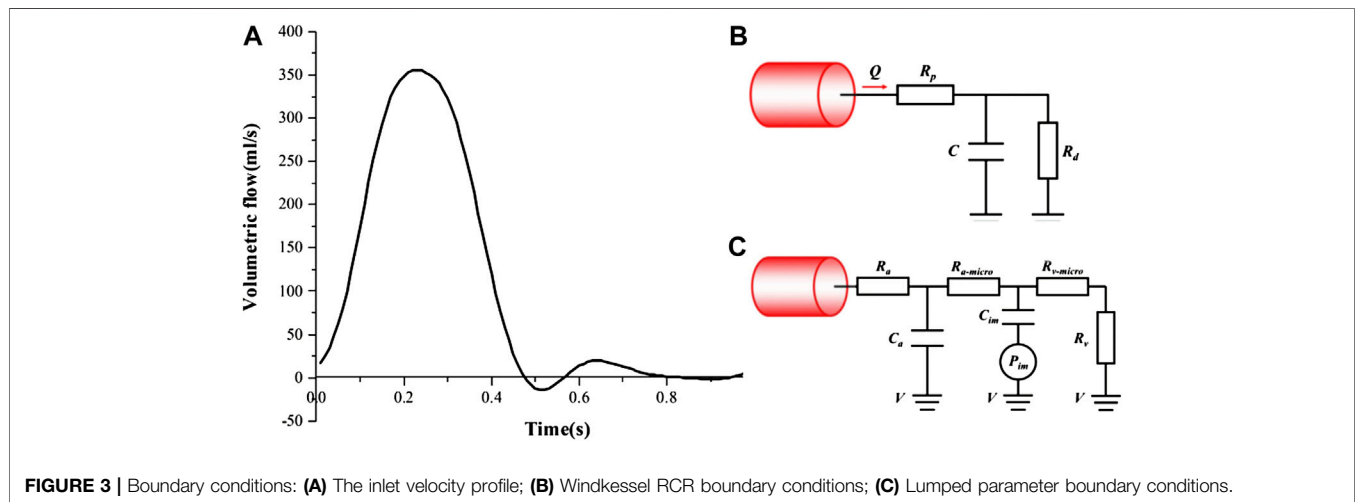 A
Volumetric flow(ml/s)
400
350
300
250
200
150
100
50
0
-50
0.0
0.2
0.4
0.6
0.8
Time(s)
B
Q
Rp
C
Rd
C
Ra
Ra-micro
Rv-micro
Ca
Cim
Pim
Rv
V
V
V
FIGURE 3 | Boundary conditions: (A) The inlet velocity profile; (B) Windkessel RCR boundary conditions; (C) Lumped parameter boundary conditions.